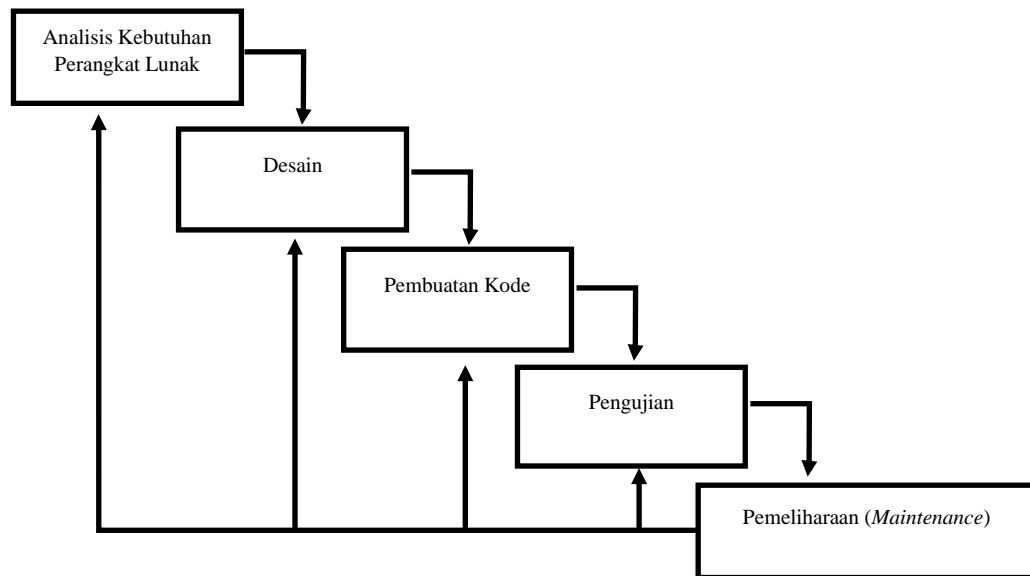 Analisis Kebutuhan
Perangkat Lunak
Desain
Pembuatan Kode
Pengujian
Pemeliharaan (Maintenance)